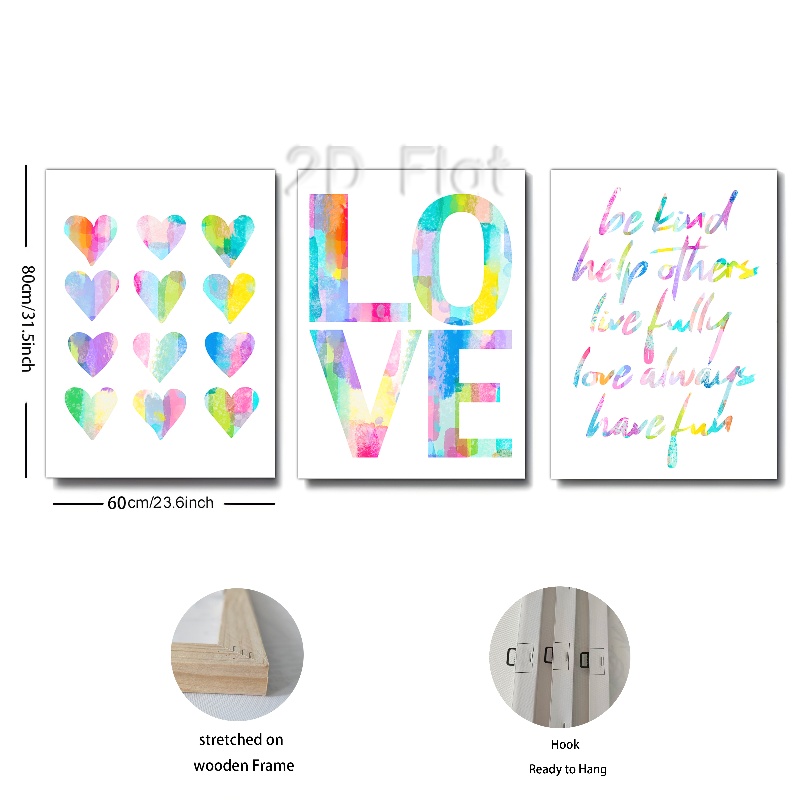 2D Flat
80cm/31.5inch
LO
VE
be kind
help others
live fully
love always
have fun
60cm/23.6inch
stretched on
wooden Frame
Hook
Ready to Hang